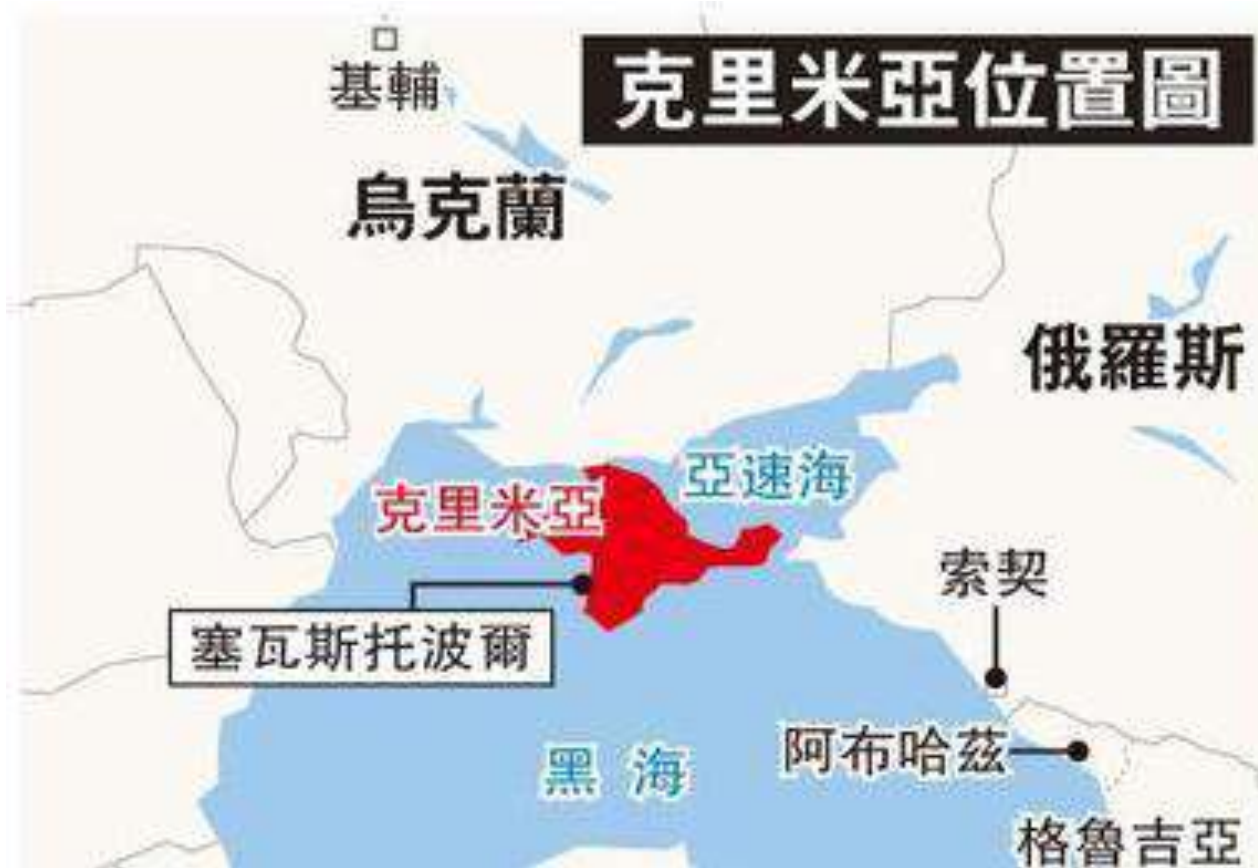 克里米亞位置圖
基輔
烏克蘭
俄羅斯
亞速海
克里米亞
索契
塞瓦斯托波爾
阿布哈茲
黑海
格魯吉亞